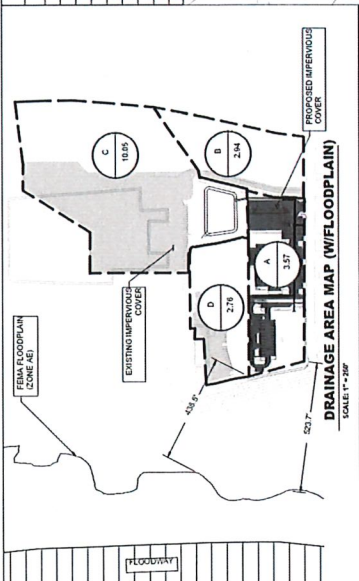 FEMA FLOODPLAIN
(ZONE AE)
EXISTING IMPERVIOUS
COVER
C
10.05
B
2.94
D
2.76
A
3.57
PROPOSED IMPERVIOUS
COVER
438.5'
523.7'
FLOODWAY
DRAINAGE AREA MAP (W/FLOODPLAIN)
SCALE: 1" = 250'